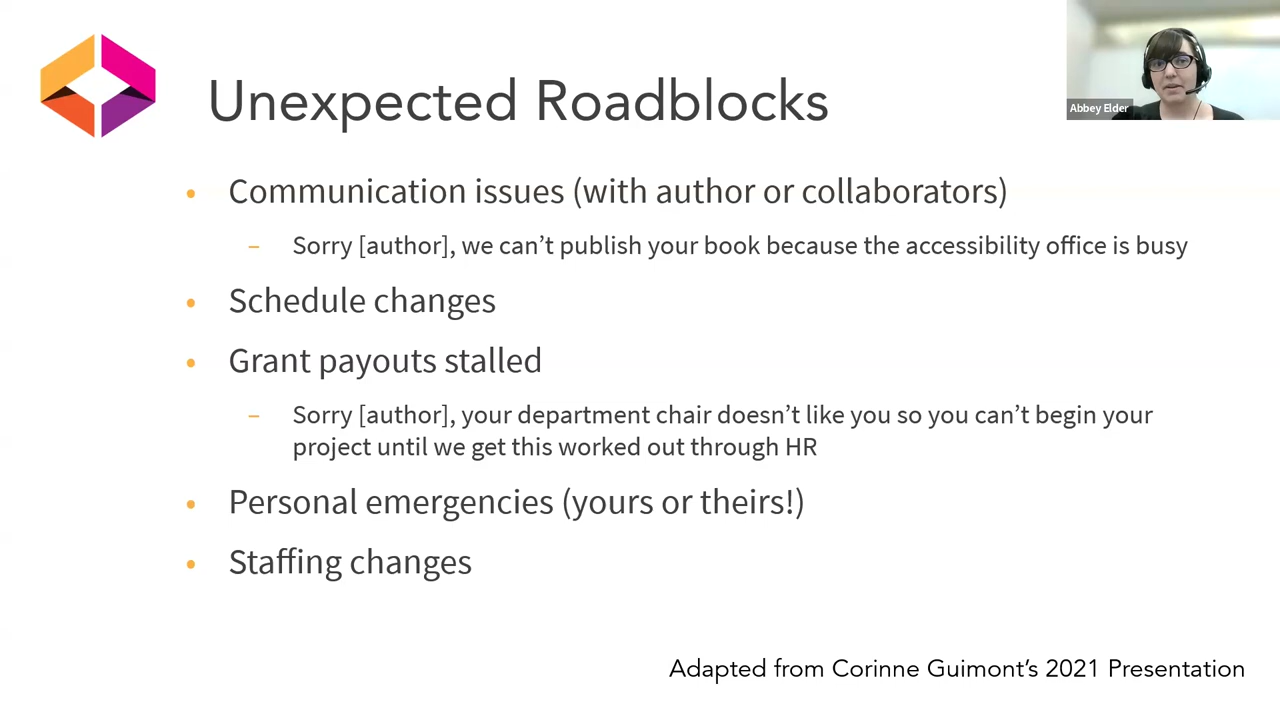 Unexpected Roadblocks
Abbey Elder
• Communication issues (with author or collaborators)
– Sorry [author], we can’t publish your book because the accessibility office is busy
• Schedule changes
• Grant payouts stalled
– Sorry [author], your department chair doesn’t like you so you can’t begin your
project until we get this worked out through HR
• Personal emergencies (yours or theirs!)
• Staffing changes
Adapted from Corinne Guimont’s 2021 Presentation